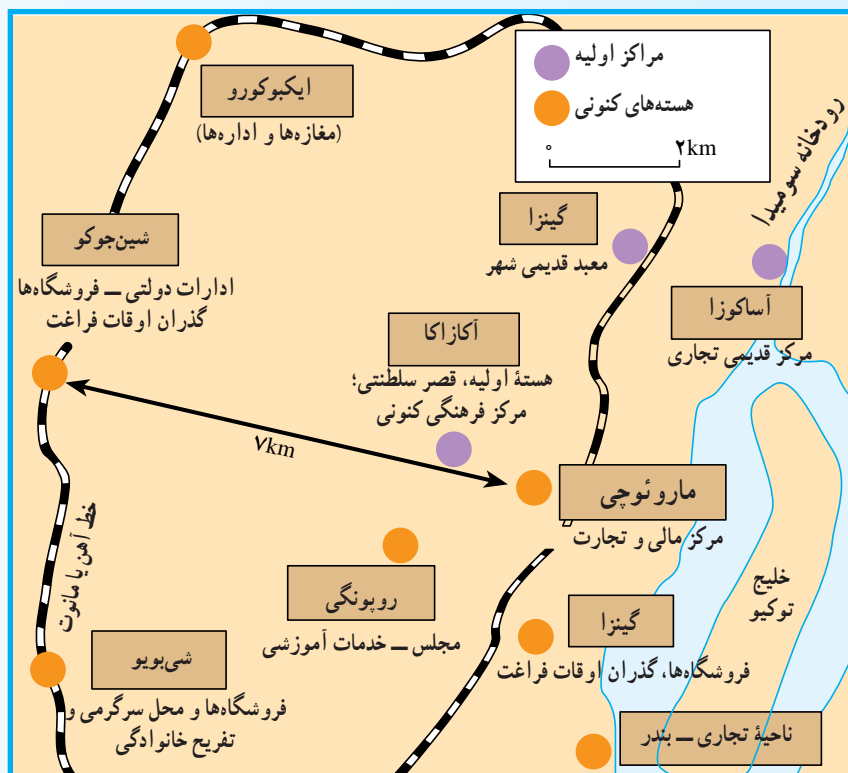 مراکز اولیه
هسته‌های کنونی
۰ ۲km
رودخانه سومیدا
ایکبوکورو
(مغازه‌ها و اداره‌ها)
شین‌جوکو
ادارات دولتی ــ فروشگاه‌ها
گذران اوقات فراغت
گینزا
معبد قدیمی شهر
آساکوزا
مرکز قدیمی تجاری
آکازاکا
هستهٔ اولیه، قصر سلطنتی؛
مرکز فرهنگی کنونی
۷km
ماروئوچی
مرکز مالی و تجارت
خط آهن یا مانوت
روپونگی
مجلس ــ خدمات آموزشی
خلیج
توکیو
گینزا
فروشگاه‌ها، گذران اوقات فراغت
شی‌بویو
فروشگاه‌ها و محل سرگرمی و
تفریح خانوادگی
ناحیهٔ تجاری ــ بندر